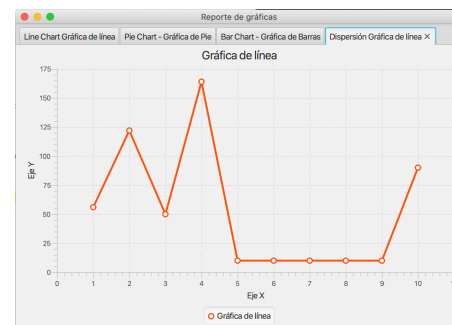 Reporte de gráficas
Line Chart Gráfica de línea
Pie Chart - Gráfica de Pie
Bar Chart - Gráfica de Barras
Dispersión Gráfica de línea ×
Gráfica de línea
175
150
125
100
75
50
25
0
Eje Y
0 1 2 3 4 5 6 7 8 9 10
Eje X
Gráfica de línea